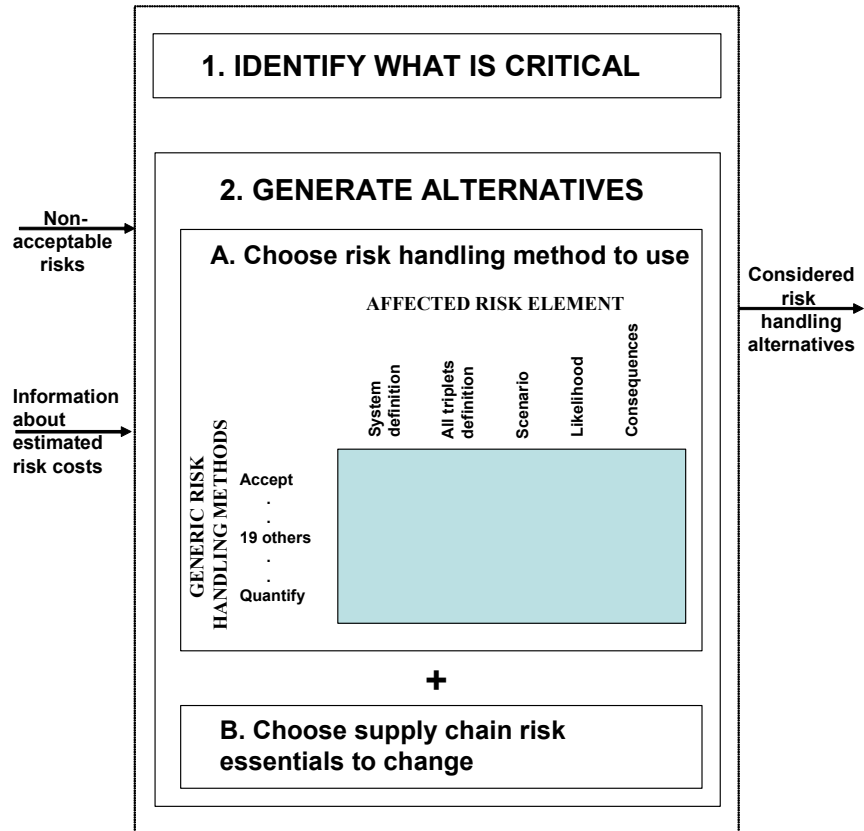 1. IDENTIFY WHAT IS CRITICAL
2. GENERATE ALTERNATIVES
Non-
acceptable
risks
A. Choose risk handling method to use
Considered
risk
handling
alternatives
AFFECTED RISK ELEMENT
System
definition
All triplets
definition
Scenario
Likelihood
Consequences
Information
about
estimated
risk costs
GENERIC RISK
HANDLING METHODS
Accept
.
.
19 others
.
.
Quantify
+
B. Choose supply chain risk
essentials to change